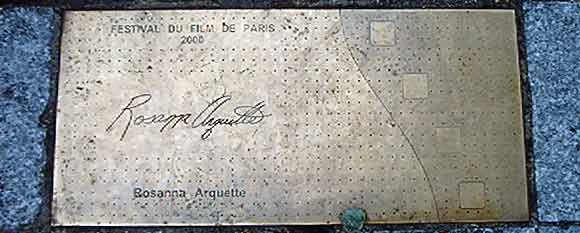 FESTIVAL DU FILM DE PARIS
2000
Rosanna Arquette
Rosanna Arquette